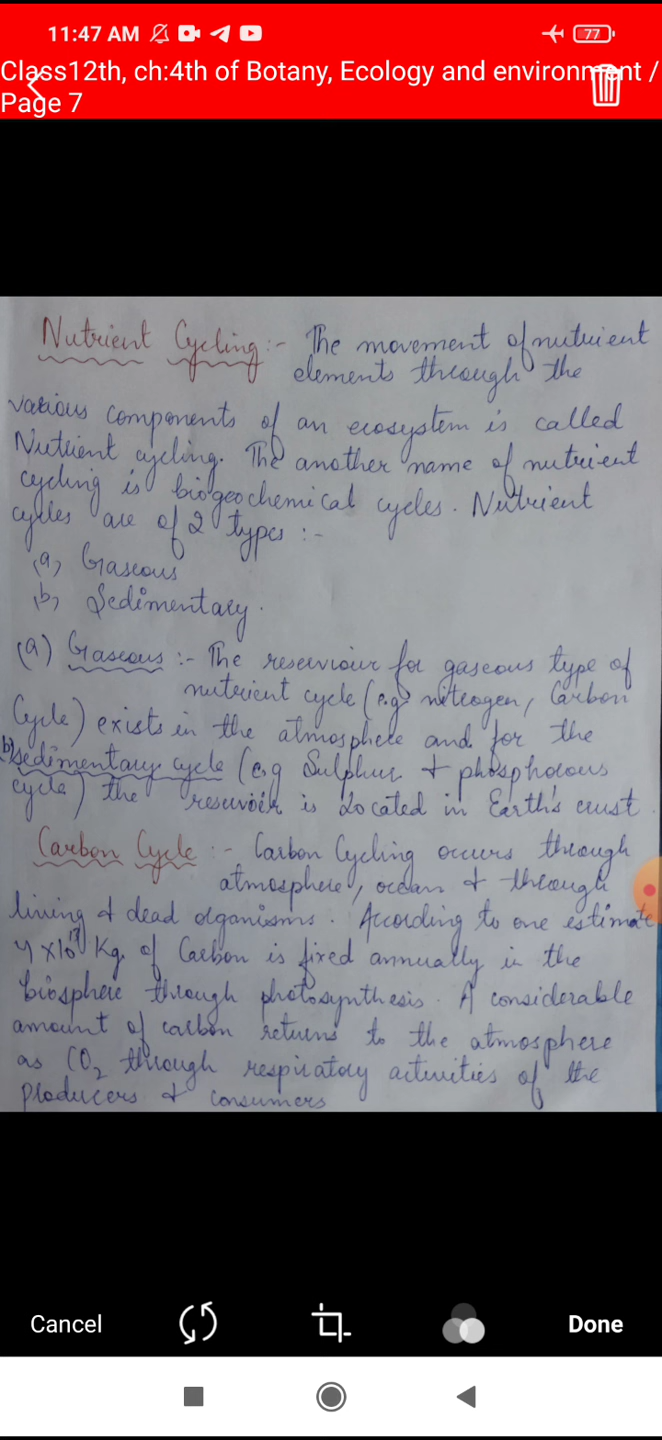 11:47 AM
77
Class12th, ch:4th of Botany, Ecology and environment /
Page 7
Nutrient Cycling :- The movement of nutrient
elements through the
various components of an ecosystem is called
Nutrient cycling. The another name of nutrient
cycling is biogeochemical cycles. Nutrient
cycles are of 2 types :-
(a) Gaseous
(b) Sedimentary.
(a) Gaseous :- The reserviour for gaseous type of
nutrient cycle (e.g. nitrogen, Carbon
Cycle) exists in the atmosphere and for the
b) Sedimentary cycle (e.g Sulphur + phosphorous
cycle) the reservoir is located in Earth's crust.
Carbon Cycle :- Carbon Cycling occurs through
atmosphere, ocean + through
living + dead organisms. According to one estimate
4 x 10¹³ Kg of Carbon is fixed annually in the
biosphere through photosynthesis. A considerable
amount of carbon returns to the atmosphere
as CO₂ through respiratory activities of the
Producers + consumers
Cancel
Done